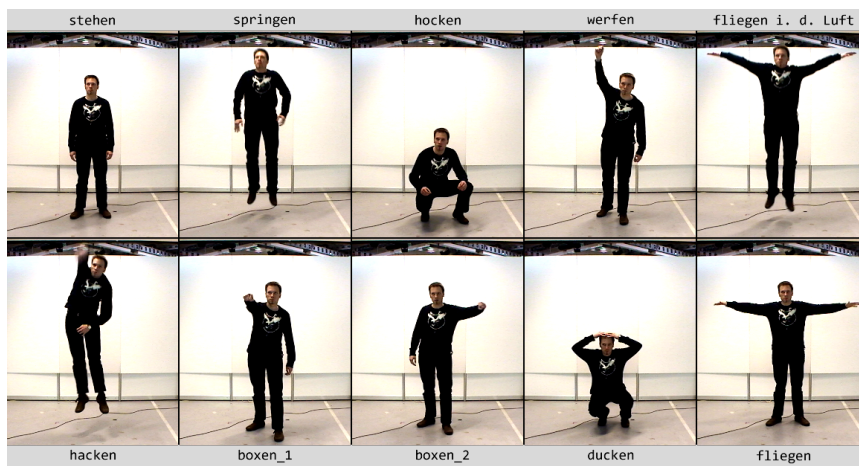 stehen springen hocken werfen fliegen i. d. Luft
hacken boxen_1 boxen_2 ducken fliegen